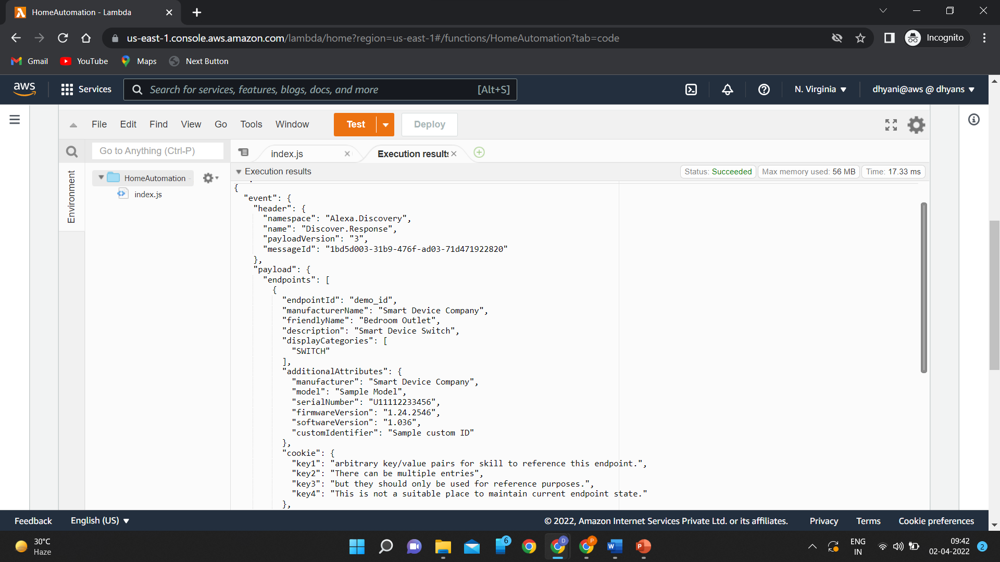 HomeAutomation - Lambda
us-east-1.console.aws.amazon.com/lambda/home?region=us-east-1#/functions/HomeAutomation?tab=code
Incognito
Gmail YouTube Maps Next Button
aws Services Search for services, features, blogs, docs, and more [Alt+S] N. Virginia dhyani@aws @ dhyans
File Edit Find View Go Tools Window Test Deploy
Go to Anything (Ctrl-P) index.js Execution results
Execution results Status: Succeeded Max memory used: 56 MB Time: 17.33 ms
Environment
HomeAutomation -
index.js
{
"event": {
"header": {
"namespace": "Alexa.Discovery",
"name": "Discover.Response",
"payloadVersion": "3",
"messageId": "1bd5d003-31b9-476f-ad03-71d471922820"
},
"payload": {
"endpoints": [
{
"endpointId": "demo_id",
"manufacturerName": "Smart Device Company",
"friendlyName": "Bedroom Outlet",
"description": "Smart Device Switch",
"displayCategories": [
"SWITCH"
],
"additionalAttributes": {
"manufacturer": "Smart Device Company",
"model": "Sample Model",
"serialNumber": "U11112233456",
"firmwareVersion": "1.24.2546",
"softwareVersion": "1.036",
"customIdentifier": "Sample custom ID"
},
"cookie": {
"key1": "arbitrary key/value pairs for skill to reference this endpoint.",
"key2": "There can be multiple entries",
"key3": "but they should only be used for reference purposes.",
"key4": "This is not a suitable place to maintain current endpoint state."
},
Feedback English (US) © 2022, Amazon Internet Services Private Ltd. or its affiliates. Privacy Terms Cookie preferences
30°C
Haze
6
D
P
W
P
ENG
IN
09:42
02-04-2022
2